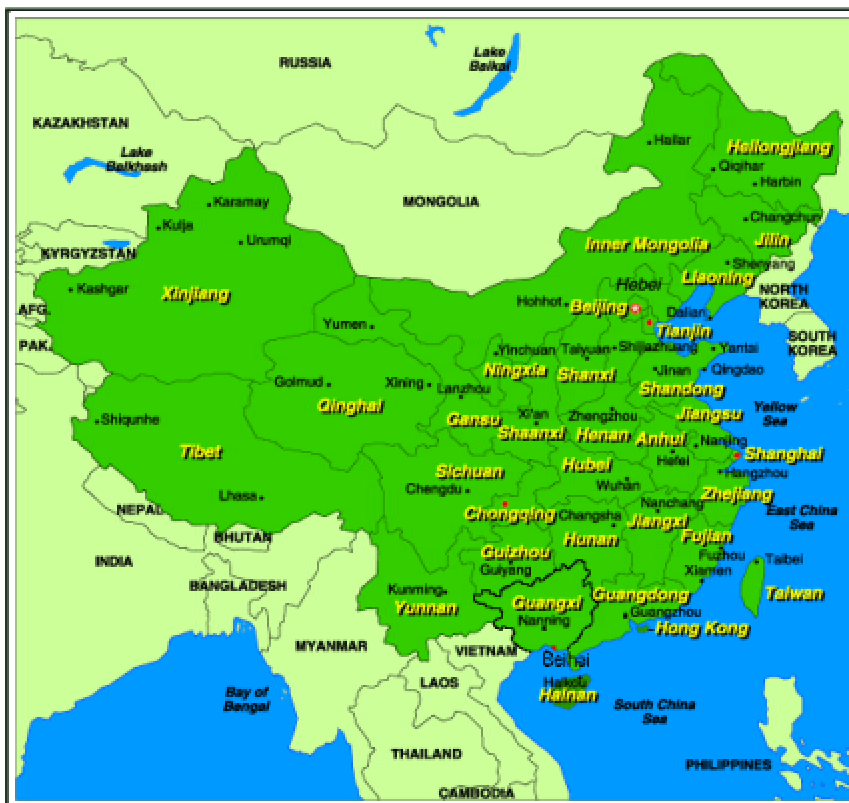 RUSSIA
Lake
Baikal
KAZAKHSTAN
Lake
Balkhash
Hailar
Heilongjiang
Qiqihar
Harbin
MONGOLIA
Karamay
Kulja
Urumqi
Changchun
Jilin
Inner Mongolia
KYRGYZSTAN
Shenyang
Liaoning
Hebei
Kashgar
Xinjiang
NORTH
KOREA
Hohhot
Beijing
Dalian
AFG.
Yumen
Tianjin
SOUTH
KOREA
PAK.
Yinchuan
Taiyuan
Shijiazhuang
Yantai
Ningxia
Shanxi
Jinan
Qingdao
Golmud
Xining
Lanzhou
Shandong
Qinghai
Yellow
Sea
Shiqunhe
Gansu
Xi'an
Zhengzhou
Jiangsu
Shaanxi
Henan
Anhui
Nanjing
Tibet
Hefei
Shanghai
Sichuan
Hubei
Hangzhou
Chengdu
Wuhan
Zhejiang
Lhasa
Nanchang
NEPAL
Chongqing
Changsha
Jiangxi
East China
Sea
BHUTAN
Guizhou
Hunan
Fujian
INDIA
Guiyang
Fuzhou
Taibei
Xiamen
BANGLADESH
Kunming
Yunnan
Guangxi
Guangdong
Taiwan
Nanning
Guangzhou
Hong Kong
MYANMAR
VIETNAM
Beihai
LAOS
Haikou
Hainan
Bay of
Bengal
South China
Sea
THAILAND
PHILIPPINES
CAMBODIA